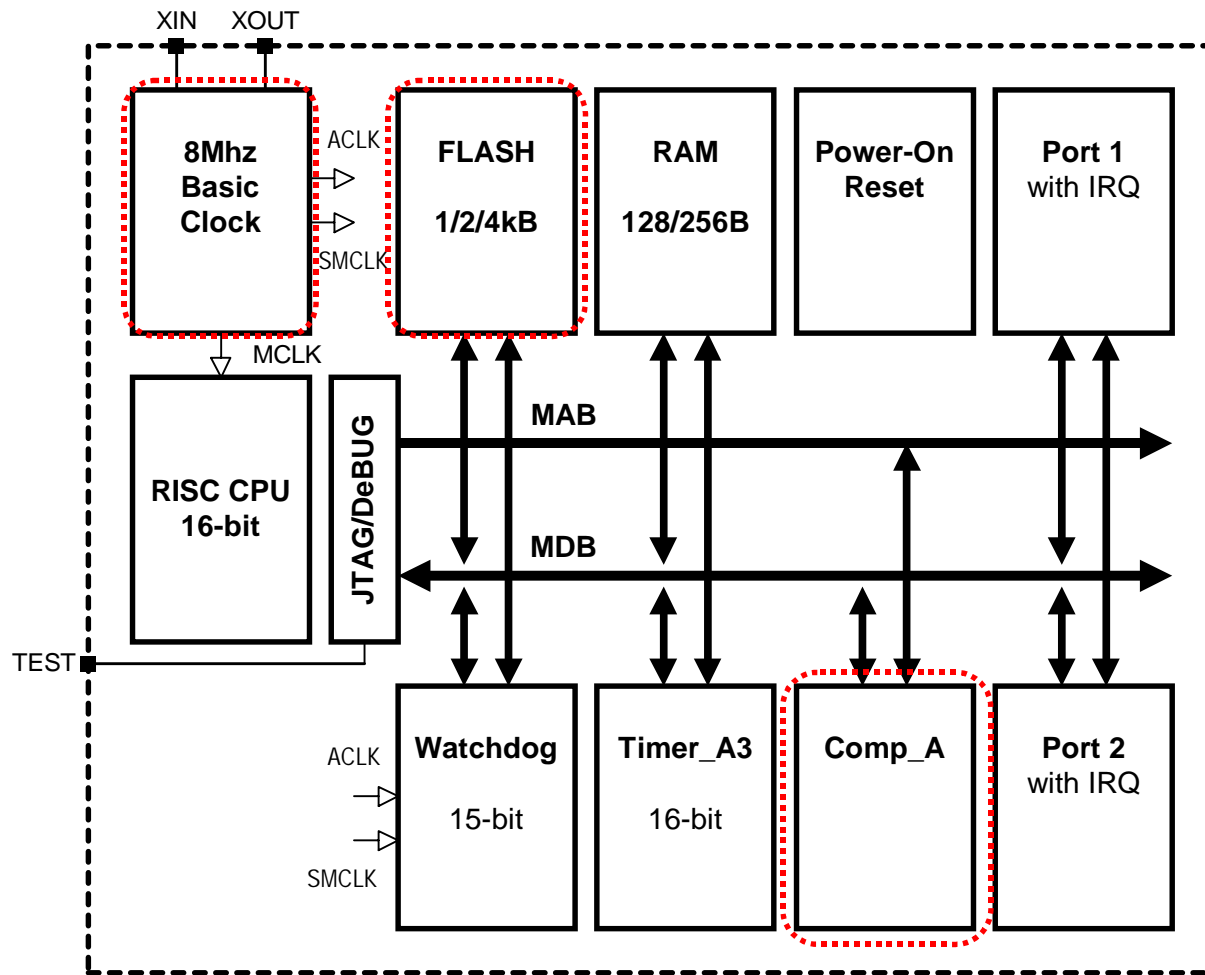 XIN XOUT
8Mhz
Basic
Clock
ACLK
SMCLK
FLASH
1/2/4kB
RAM
128/256B
Power-On
Reset
Port 1
with IRQ
MCLK
RISC CPU
16-bit
JTAG/DeBUG
MAB
MDB
TEST
ACLK
SMCLK
Watchdog
15-bit
Timer_A3
16-bit
Comp_A
Port 2
with IRQ